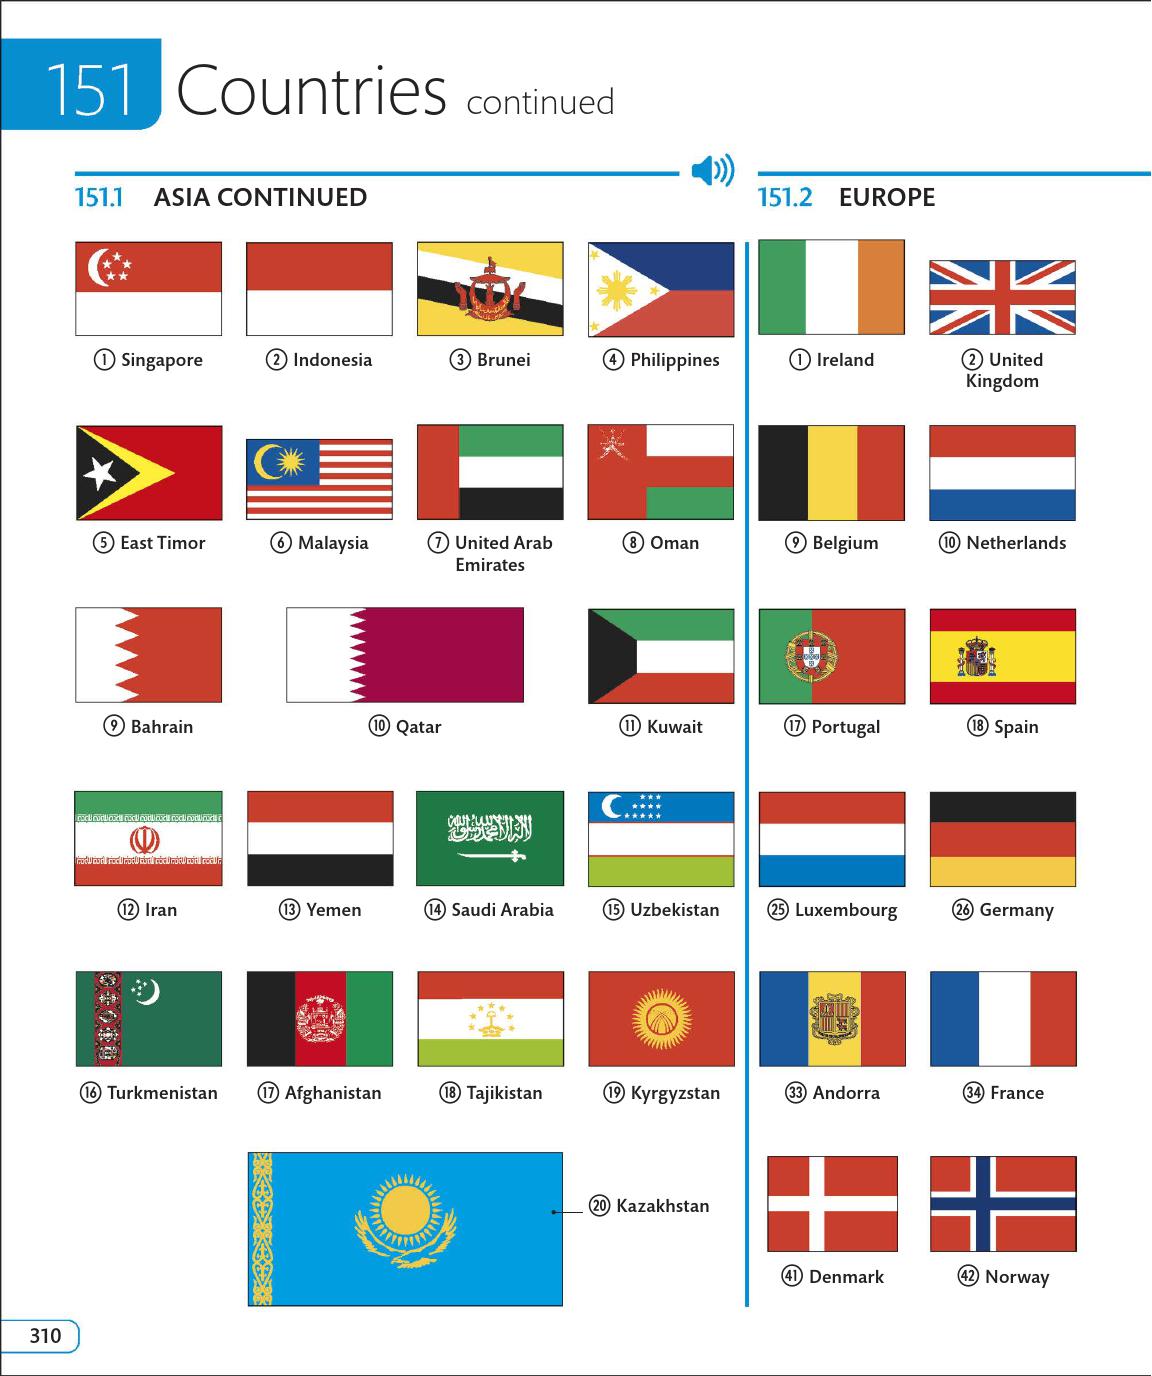 151 Countries continued
151.1 ASIA CONTINUED
① Singapore
② Indonesia
③ Brunei
④ Philippines
⑤ East Timor
⑥ Malaysia
⑦ United Arab
Emirates
⑧ Oman
⑨ Bahrain
⑩ Qatar
⑪ Kuwait
⑫ Iran
⑬ Yemen
⑭ Saudi Arabia
⑮ Uzbekistan
⑯ Turkmenistan
⑰ Afghanistan
⑱ Tajikistan
⑲ Kyrgyzstan
⑳ Kazakhstan
151.2 EUROPE
① Ireland
② United
Kingdom
⑨ Belgium
⑩ Netherlands
⑰ Portugal
⑱ Spain
㉕ Luxembourg
㉖ Germany
㉝ Andorra
㉞ France
㊶ Denmark
㊷ Norway
310